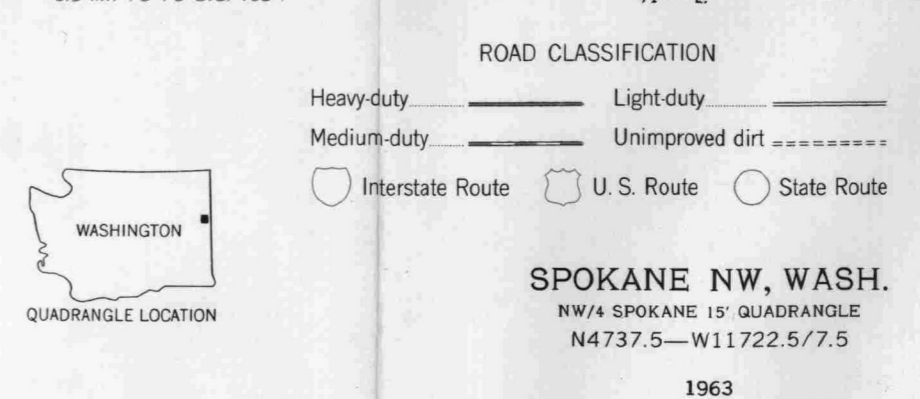 ROAD CLASSIFICATION
Heavy-duty
Light-duty
Medium-duty
Unimproved dirt
Interstate Route
U. S. Route
State Route
WASHINGTON
QUADRANGLE LOCATION
SPOKANE NW, WASH.
NW/4 SPOKANE 15' QUADRANGLE
N4737.5—W11722.5/7.5
1963